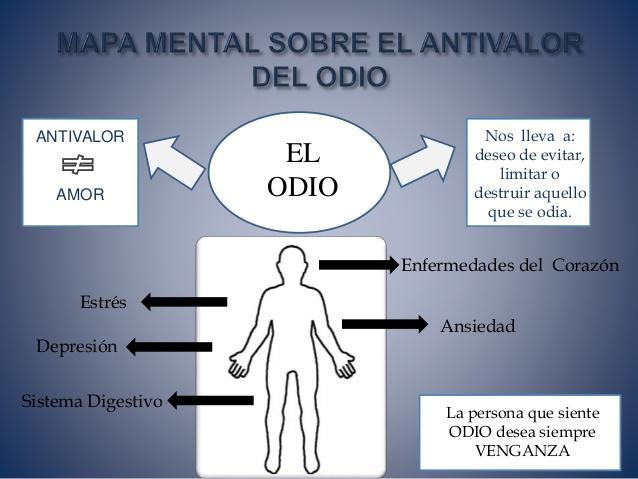 MAPA MENTAL SOBRE EL ANTIVALOR
DEL ODIO
ANTIVALOR
≠
AMOR
EL
ODIO
Nos lleva a:
deseo de evitar,
limitar o
destruir aquello
que se odia.
Enfermedades del Corazón
Estrés
Ansiedad
Depresión
Sistema Digestivo
La persona que siente
ODIO desea siempre
VENGANZA